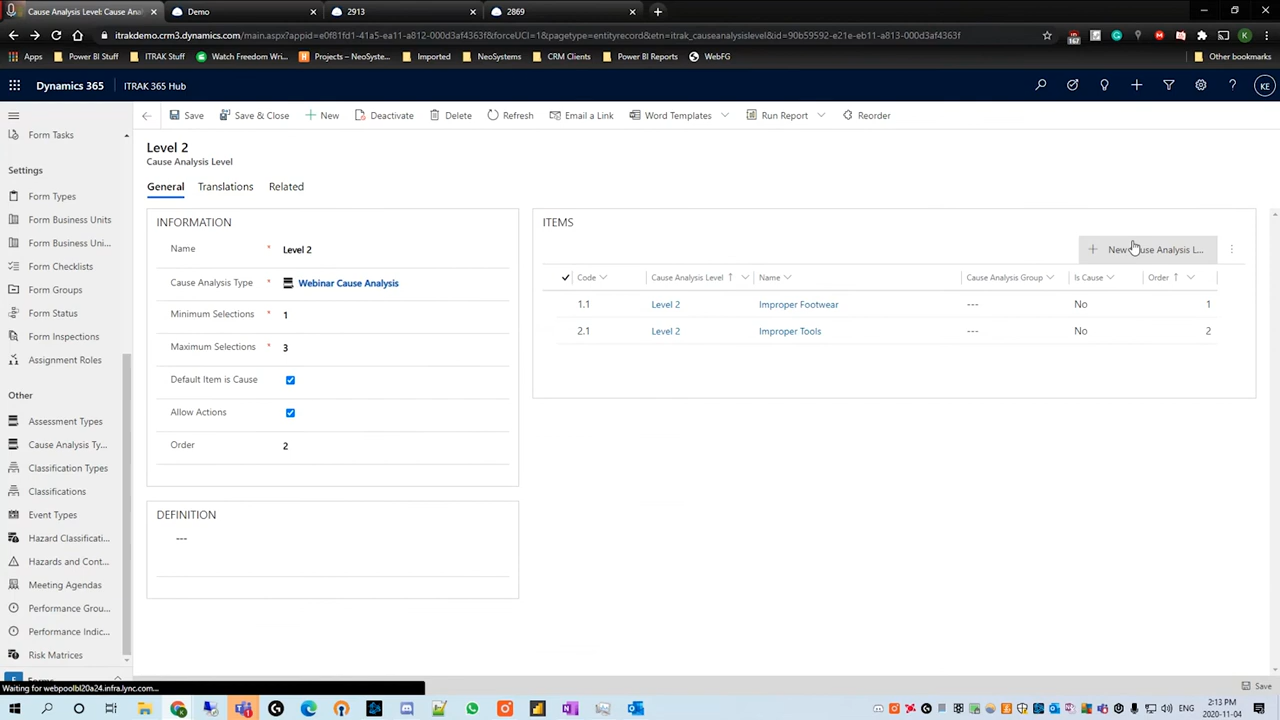 Cause Analysis Level: Cause Analy
Demo
2913
2869
itrakdemo.crm3.dynamics.com/main.aspx?appid=e0f81fd1-41a5-ea11-a812-000d3af4363f&forceUCI=1&pagetype=entityrecord&etn=itrak_causeanalysislevel&id=90b59592-e21e-eb11-a813-000d3af4363f
Apps
Power BI Stuff
ITRAK Stuff
Watch Freedom Wri...
Projects – NeoSyste...
Imported
NeoSystems
CRM Clients
Power BI Reports
WebFG
Other bookmarks
Dynamics 365
ITRAK 365 Hub
KE
Save
Save & Close
New
Deactivate
Delete
Refresh
Email a Link
Word Templates
Run Report
Reorder
Form Tasks
Settings
Form Types
Form Business Units
Form Business Uni...
Form Checklists
Form Groups
Form Status
Form Inspections
Assignment Roles
Other
Assessment Types
Cause Analysis Ty...
Classification Types
Classifications
Event Types
Hazard Classificati...
Hazards and Cont...
Meeting Agendas
Performance Grou...
Performance Indic...
Risk Matrices
Level 2
Cause Analysis Level
General
Translations
Related
INFORMATION
Name * Level 2
Cause Analysis Type * Webinar Cause Analysis
Minimum Selections * 1
Maximum Selections * 3
Default Item is Cause
Allow Actions
Order 2
DEFINITION
---
ITEMS
Code Cause Analysis Level Name Cause Analysis Group Is Cause Order
1.1 Level 2 Improper Footwear --- No 1
2.1 Level 2 Improper Tools --- No 2
Save
Waiting for webpoolbl20a24.infra.lync.com...
ENG
2:13 PM
2020-11-04